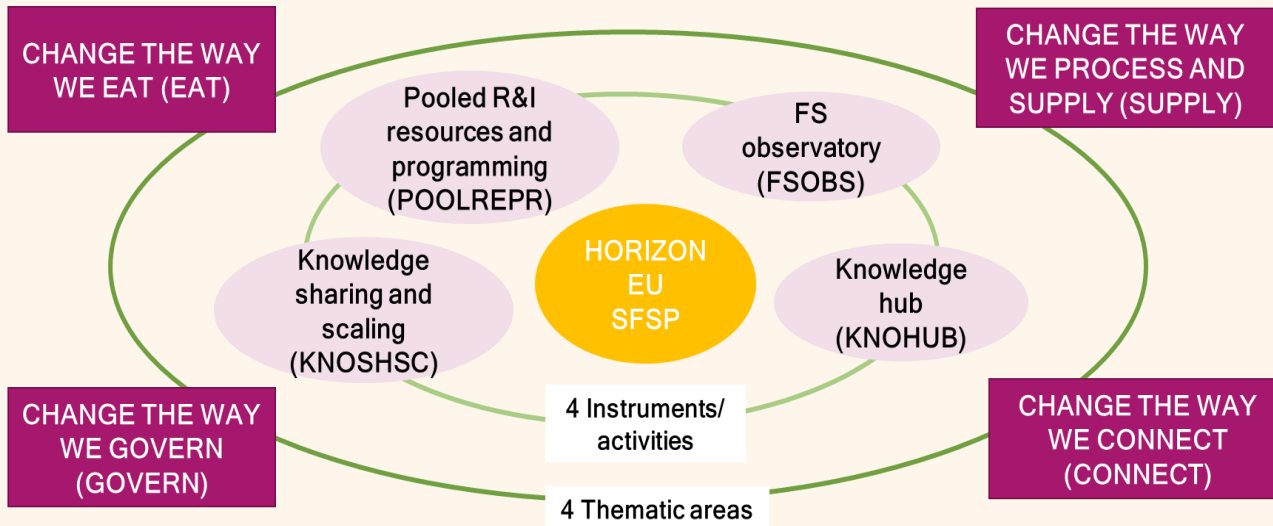 CHANGE THE WAY
WE EAT (EAT)
CHANGE THE WAY
WE PROCESS AND
SUPPLY (SUPPLY)
Pooled R&I
resources and
programming
(POOLREPR)
FS
observatory
(FSOBS)
HORIZON
EU
SFSP
Knowledge
sharing and
scaling
(KNOSHSC)
Knowledge
hub
(KNOHUB)
4 Instruments/
activities
CHANGE THE WAY
WE GOVERN
(GOVERN)
CHANGE THE WAY
WE CONNECT
(CONNECT)
4 Thematic areas